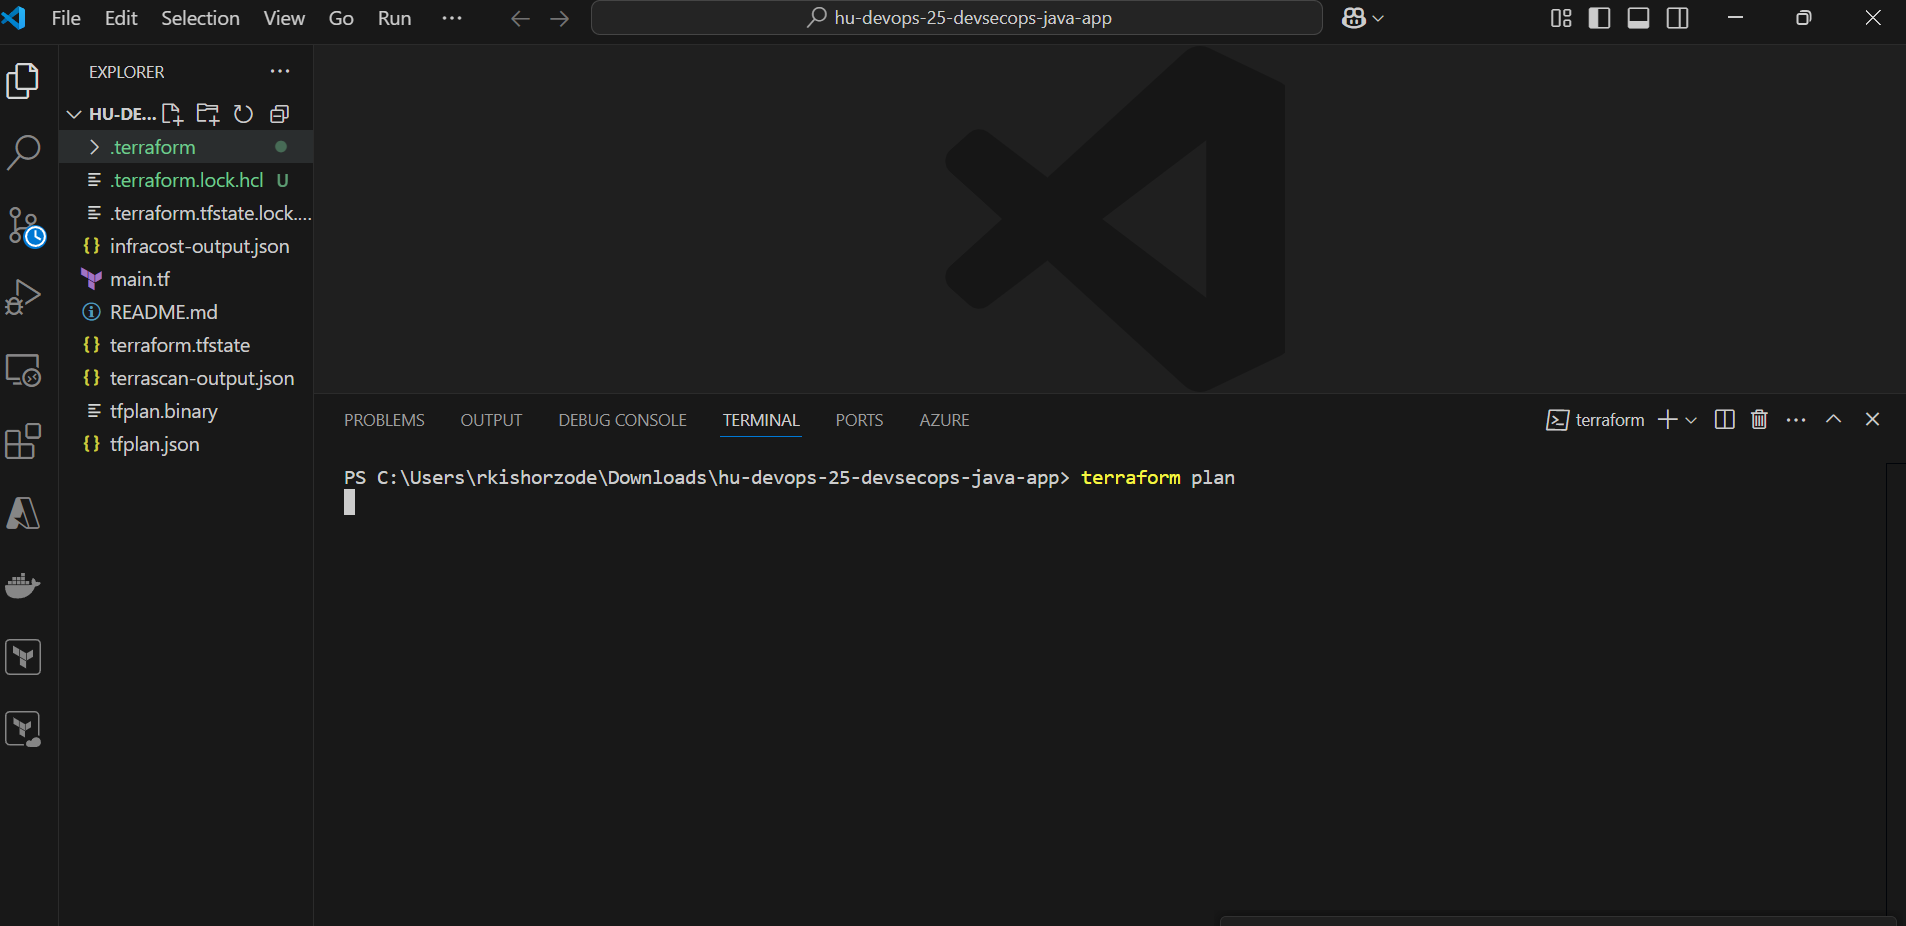 File Edit Selection View Go Run ··· hu-devops-25-devsecops-java-app
EXPLORER ···
HU-DE...
.terraform
.terraform.lock.hcl U
.terraform.tfstate.lock....
infracost-output.json
main.tf
README.md
terraform.tfstate
terrascan-output.json
tfplan.binary
tfplan.json
PROBLEMS OUTPUT DEBUG CONSOLE TERMINAL PORTS AZURE terraform ···
PS C:\Users\rkishorzode\Downloads\hu-devops-25-devsecops-java-app> terraform plan